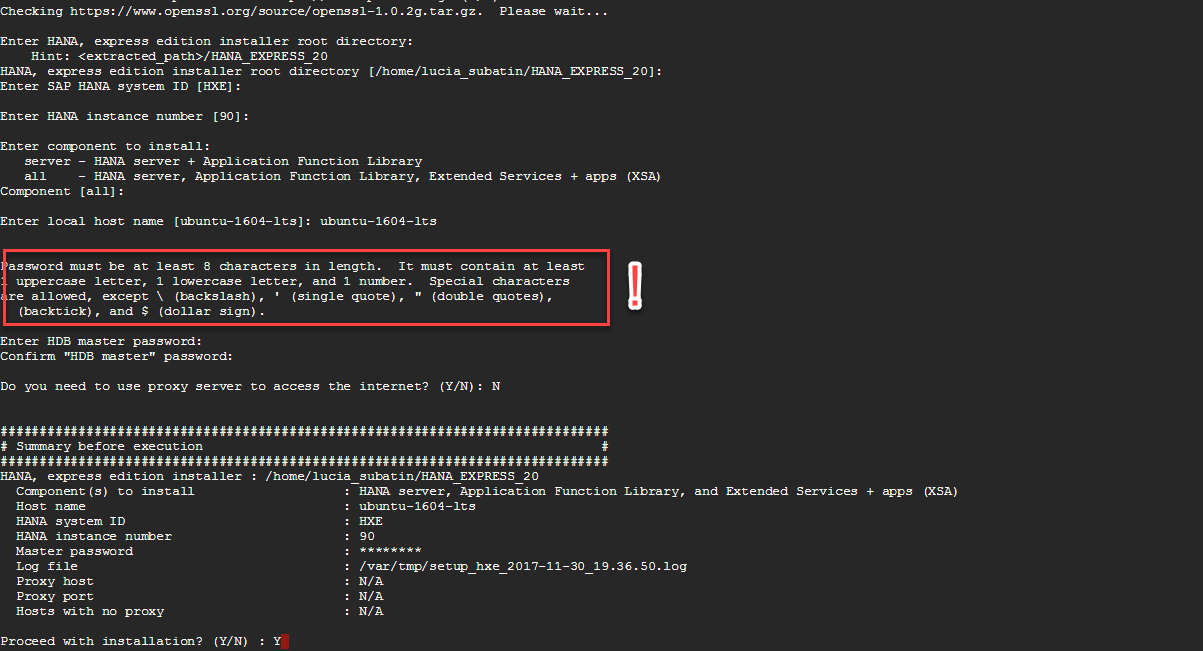 Checking https://www.openssl.org/source/openssl-1.0.2g.tar.gz.  Please wait...
Enter HANA, express edition installer root directory:
    Hint: <extracted_path>/HANA_EXPRESS_20
HANA, express edition installer root directory [/home/lucia_subatin/HANA_EXPRESS_20]:
Enter SAP HANA system ID [HXE]:
Enter HANA instance number [90]:
Enter component to install:
   server - HANA server + Application Function Library
   all    - HANA server, Application Function Library, Extended Services + apps (XSA)
Component [all]:
Enter local host name [ubuntu-1604-lts]: ubuntu-1604-lts
Password must be at least 8 characters in length.  It must contain at least
1 uppercase letter, 1 lowercase letter, and 1 number.  Special characters
are allowed, except \ (backslash), ' (single quote), " (double quotes),
(backtick), and $ (dollar sign).
!
Enter HDB master password:
Confirm "HDB master" password:
Do you need to use proxy server to access the internet? (Y/N): N
##############################################################################
# Summary before execution                                                   #
##############################################################################
HANA, express edition installer : /home/lucia_subatin/HANA_EXPRESS_20
  Component(s) to install                   : HANA server, Application Function Library, and Extended Services + apps (XSA)
  Host name                                 : ubuntu-1604-lts
  HANA system ID                            : HXE
  HANA instance number                      : 90
  Master password                           : ********
  Log file                                  : /var/tmp/setup_hxe_2017-11-30_19.36.50.log
  Proxy host                                : N/A
  Proxy port                                : N/A
  Hosts with no proxy                       : N/A
Proceed with installation? (Y/N) : Y